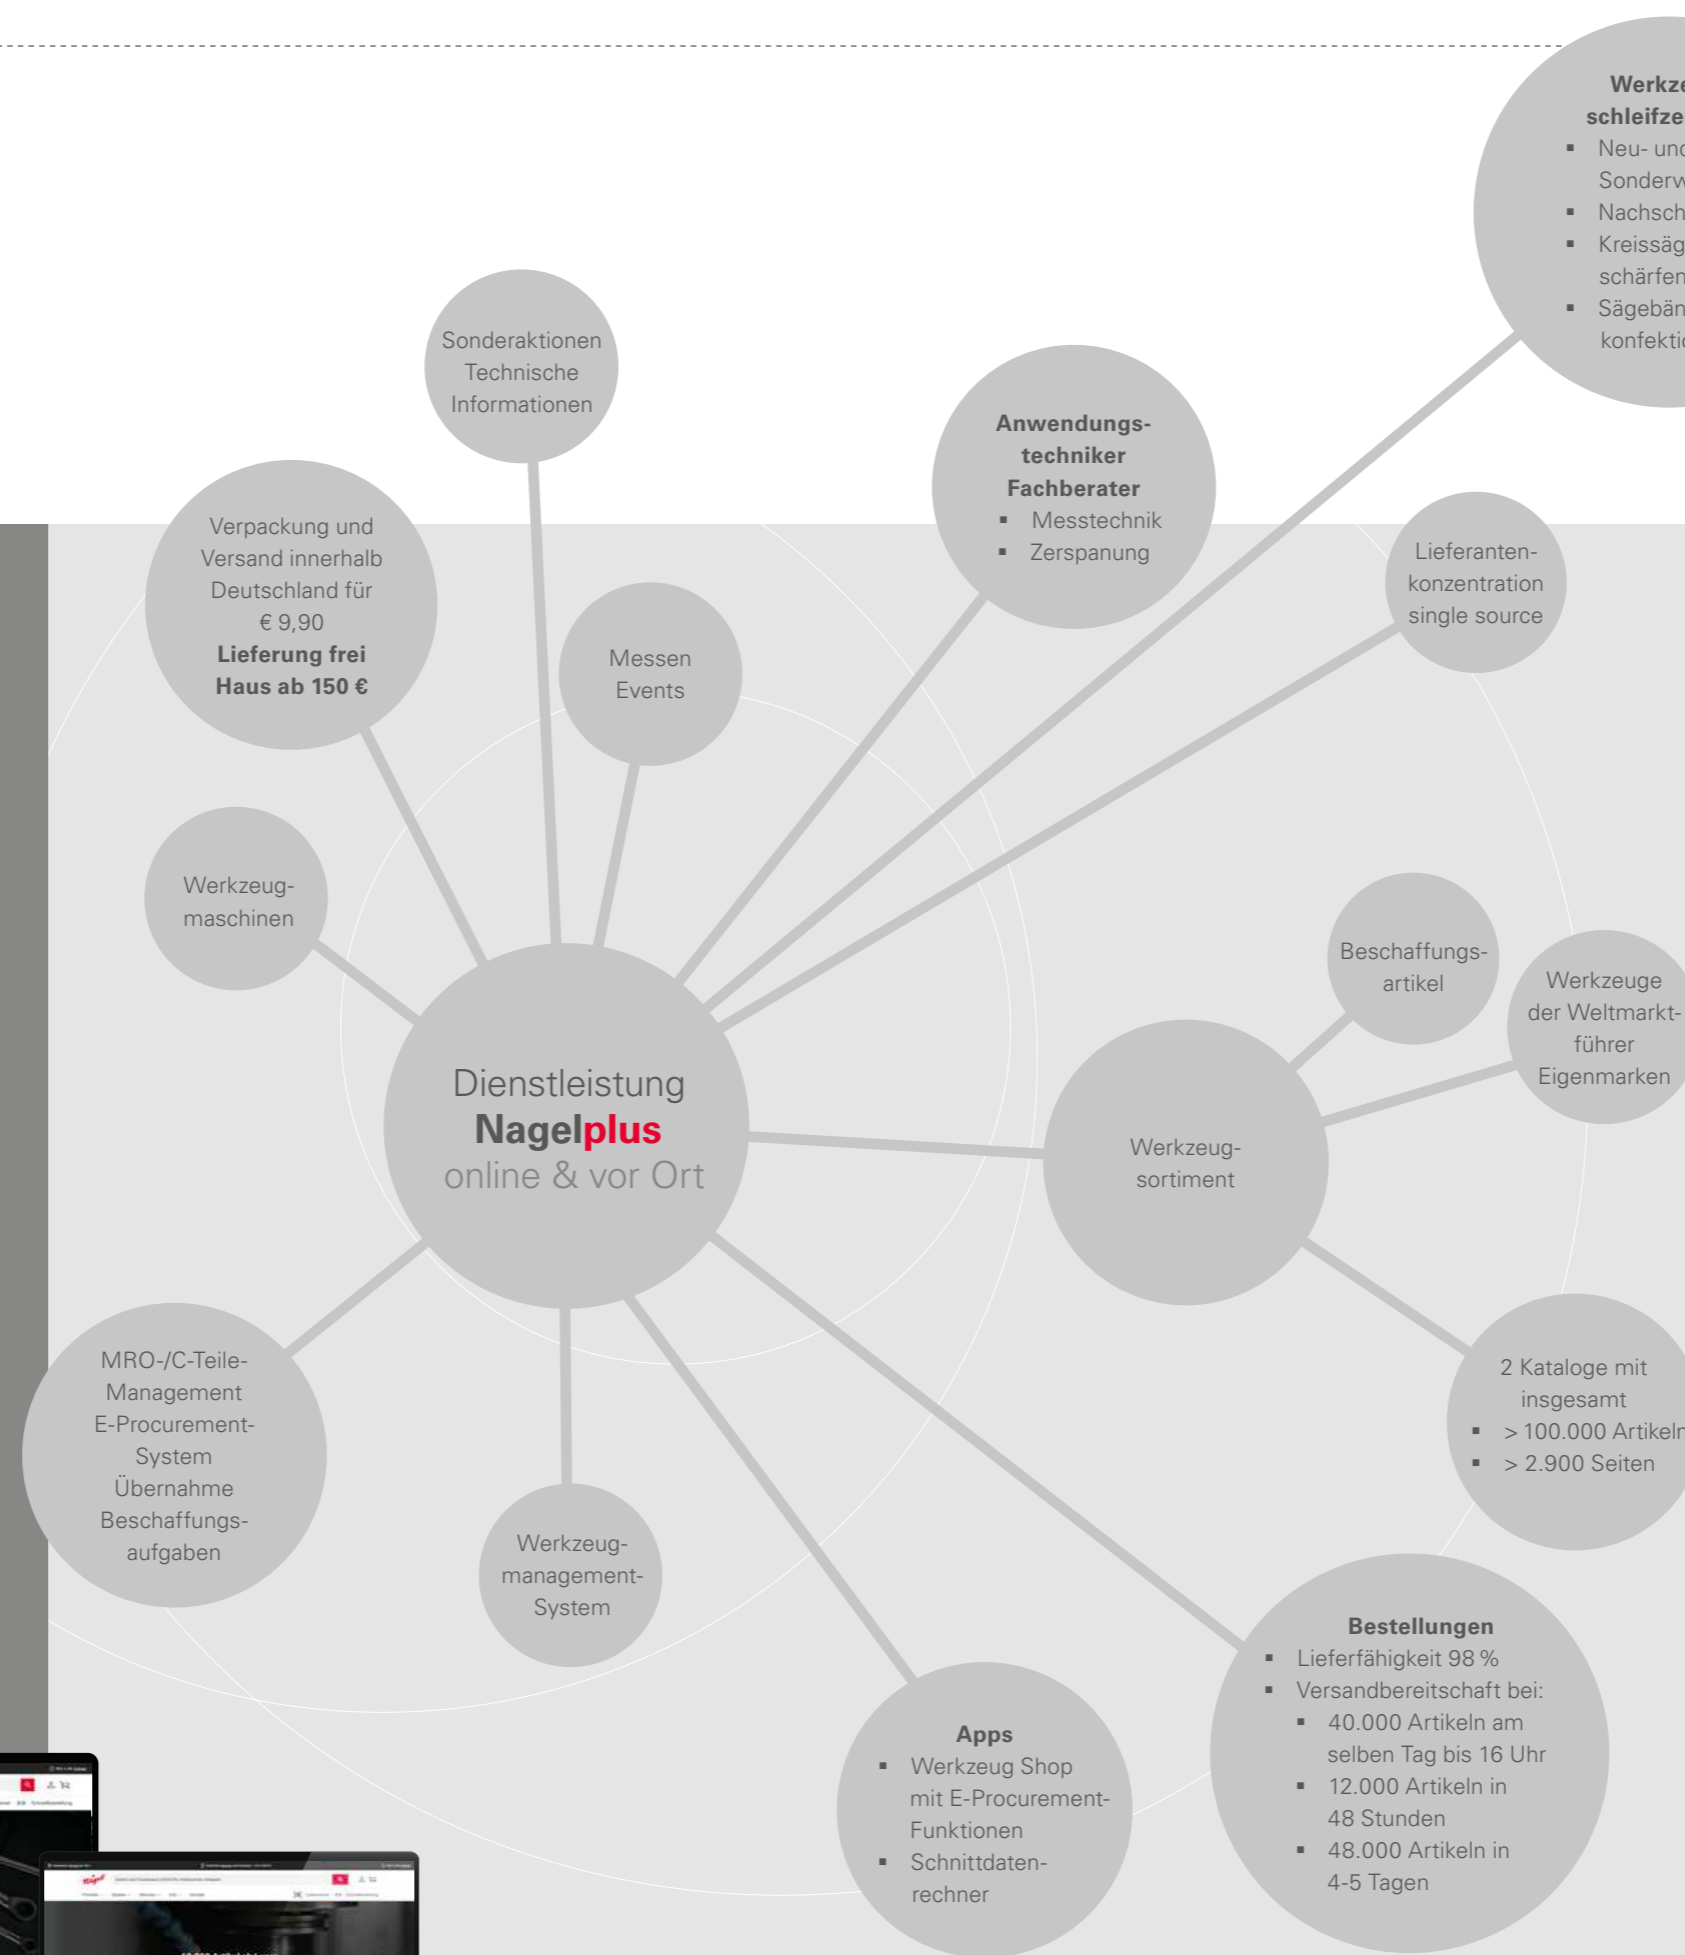 Werkze
schleifze
▪ Neu- und
Sonderw
▪ Nachsch
▪ Kreissäg
schärfen
▪ Sägebän
konfektio
Sonderaktionen
Technische
Informationen
Anwendungs-
techniker
Fachberater
▪ Messtechnik
▪ Zerspanung
Verpackung und
Versand innerhalb
Deutschland für
€ 9,90
Lieferung frei
Haus ab 150 €
Lieferanten-
konzentration
single source
Messen
Events
Werkzeug-
maschinen
Beschaffungs-
artikel
Werkzeuge
der Weltmarkt-
führer
Eigenmarken
Dienstleistung
Nagelplus
online & vor Ort
Werkzeug-
sortiment
MRO-/C-Teile-
Management
E-Procurement-
System
Übernahme
Beschaffungs-
aufgaben
2 Kataloge mit
insgesamt
▪ > 100.000 Artikeln
▪ > 2.900 Seiten
Werkzeug-
management-
System
Bestellungen
▪ Lieferfähigkeit 98 %
▪ Versandbereitschaft bei:
▪ 40.000 Artikeln am
selben Tag bis 16 Uhr
▪ 12.000 Artikeln in
48 Stunden
▪ 48.000 Artikeln in
4-5 Tagen
Apps
▪ Werkzeug Shop
mit E-Procurement-
Funktionen
▪ Schnittdaten-
rechner
Nagel